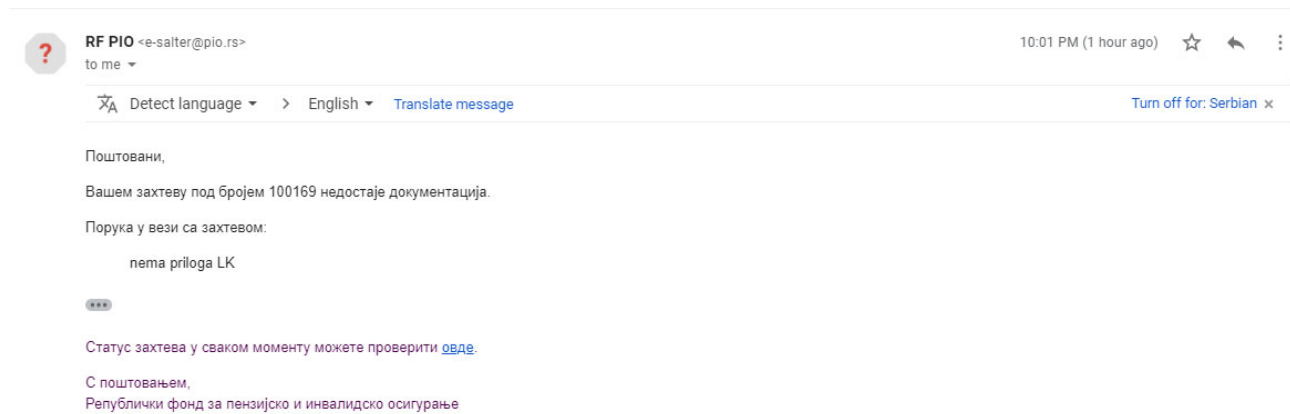 ?
RF PIO <e-salter@pio.rs>
10:01 PM (1 hour ago)
to me
Detect language > English Translate message
Turn off for: Serbian ×
Поштовани,
Вашем захтеву под бројем 100169 недостаје документација.
Порука у вези са захтевом:
nema priloga LK
Статус захтева у сваком моменту можете проверити овде.
С поштовањем,
Републички фонд за пензијско и инвалидско осигурање